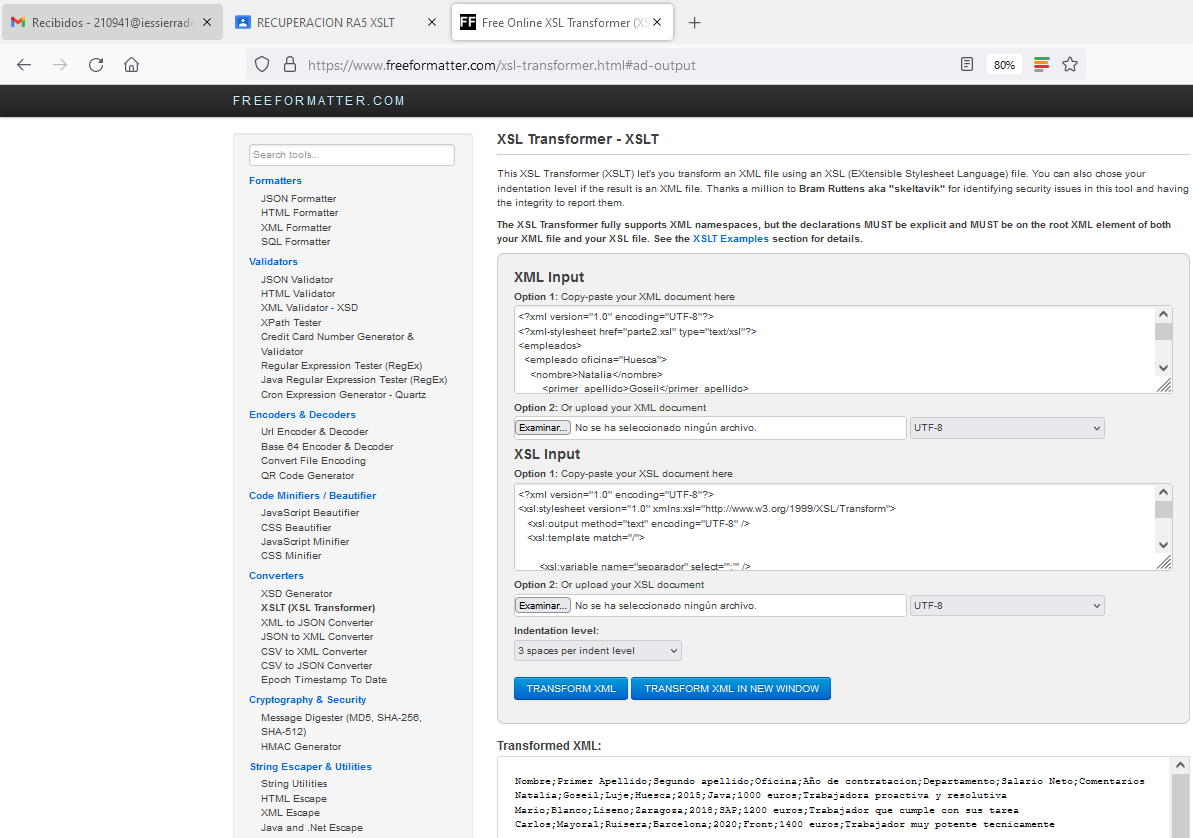 Recibidos - 210941@iessierrade
RECUPERACION RA5 XSLT
Free Online XSL Transformer (XS
https://www.freeformatter.com/xsl-transformer.html#ad-output
80%
FREEFORMATTER.COM
Search tools...
Formatters
JSON Formatter
HTML Formatter
XML Formatter
SQL Formatter
Validators
JSON Validator
HTML Validator
XML Validator - XSD
XPath Tester
Credit Card Number Generator &
Validator
Regular Expression Tester (RegEx)
Java Regular Expression Tester (RegEx)
Cron Expression Generator - Quartz
Encoders & Decoders
Url Encoder & Decoder
Base 64 Encoder & Decoder
Convert File Encoding
QR Code Generator
Code Minifiers / Beautifier
JavaScript Beautifier
CSS Beautifier
JavaScript Minifier
CSS Minifier
Converters
XSD Generator
XSLT (XSL Transformer)
XML to JSON Converter
JSON to XML Converter
CSV to XML Converter
CSV to JSON Converter
Epoch Timestamp To Date
Cryptography & Security
Message Digester (MD5, SHA-256,
SHA-512)
HMAC Generator
String Escaper & Utilities
String Utilities
HTML Escape
XML Escape
Java and .Net Escape
XSL Transformer - XSLT
This XSL Transformer (XSLT) let's you transform an XML file using an XSL (EXtensible Stylesheet Language) file. You can also chose your
indentation level if the result is an XML file. Thanks a million to Bram Ruttens aka "skeltavik" for identifying security issues in this tool and having
the integrity to report them.
The XSL Transformer fully supports XML namespaces, but the declarations MUST be explicit and MUST be on the root XML element of both
your XML file and your XSL file. See the XSLT Examples section for details.
XML Input
Option 1: Copy-paste your XML document here
<?xml version="1.0" encoding="UTF-8"?>
<?xml-stylesheet href="parte2.xsl" type="text/xsl"?>
<empleados>
<empleado oficina="Huesca">
<nombre>Natalia</nombre>
<primer_apellido>Goseil</primer_apellido>
Option 2: Or upload your XML document
Examinar... No se ha seleccionado ningún archivo.
UTF-8
XSL Input
Option 1: Copy-paste your XSL document here
<?xml version="1.0" encoding="UTF-8"?>
<xsl:stylesheet version="1.0" xmlns:xsl="http://www.w3.org/1999/XSL/Transform">
<xsl:output method="text" encoding="UTF-8" />
<xsl:template match="/">
<xsl:variable name="separador" select="';'" />
Option 2: Or upload your XSL document
Examinar... No se ha seleccionado ningún archivo.
UTF-8
Indentation level:
3 spaces per indent level
TRANSFORM XML
TRANSFORM XML IN NEW WINDOW
Transformed XML:
Nombre;Primer Apellido;Segundo apellido;Oficina;Año de contratacion;Departamento;Salario Neto;Comentarios
Natalia;Goseil;Luje;Huesca;2015;Java;1000 euros;Trabajadora proactiva y resolutiva
Mario;Blanco;Liseno;Zaragoza;2018;SAP;1200 euros;Trabajador que cumple con sus tarea
Carlos;Mayoral;Ruisera;Barcelona;2020;Front;1400 euros;Trabajador muy potente tecnicamente